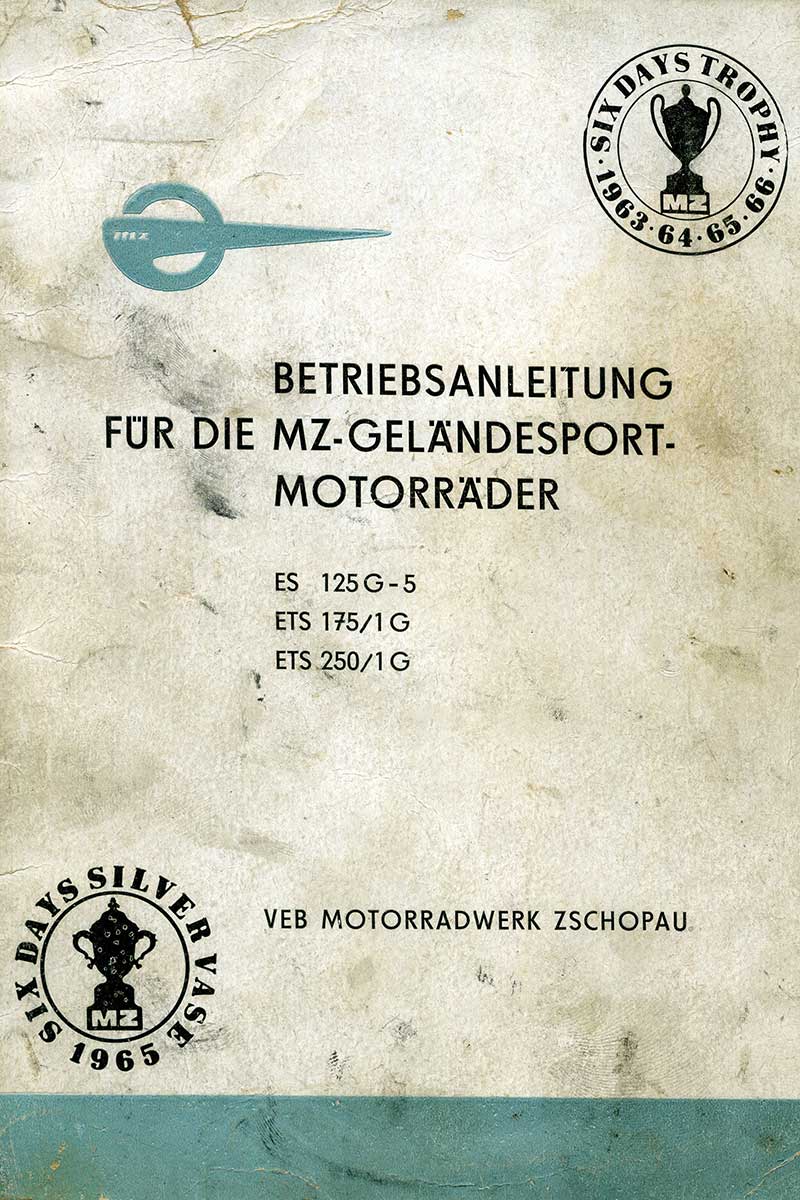 · SIX DAYS TROPHY ·
MZ
1963·64·65·66
mz
BETRIEBSANLEITUNG
FÜR DIE MZ-GELÄNDESPORT-
MOTORRÄDER
ES 125 G-5
ETS 175/1 G
ETS 250/1 G
VEB MOTORRADWERK ZSCHOPAU
SIX DAYS SILVER VASE
MZ
1965